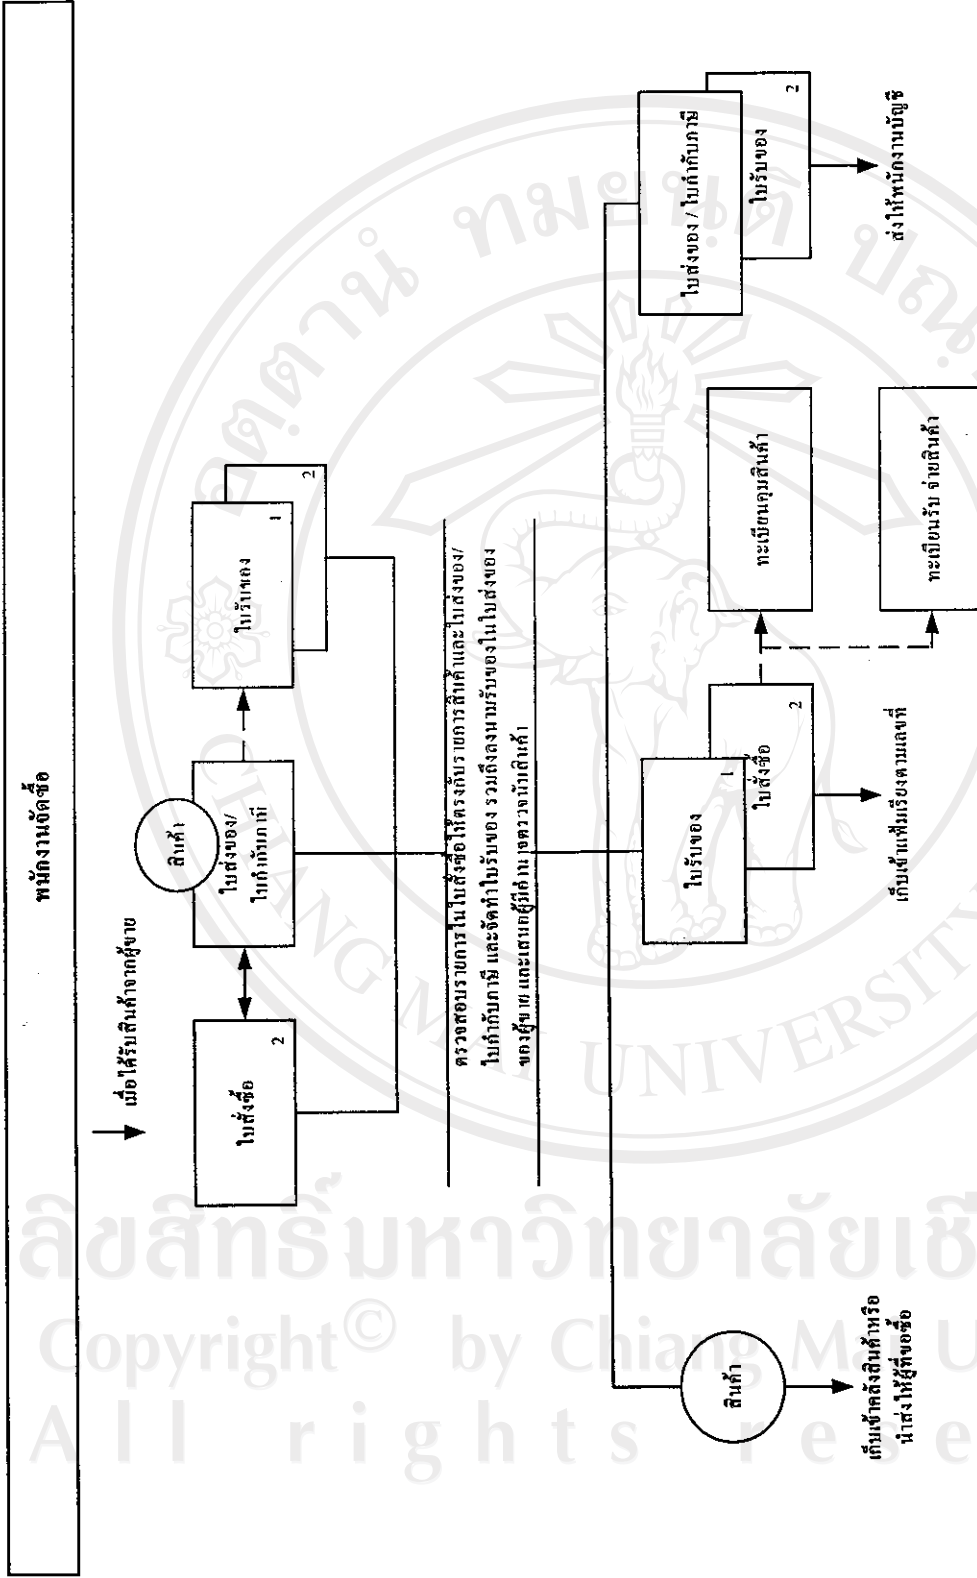 พนักงานจัดซื้อ
เมื่อได้รับสินค้าจากผู้ขาย
ใบสั่งซื้อ
2
สินค้า
ใบส่งของ/
ใบกำกับภาษี
ใบรับของ
1
2
ตรวจสอบรายการในใบสั่งซื้อให้ตรงกับรายการสินค้าและใบส่งของ/
ใบกำกับภาษี และจัดทำใบรับของ รวมถึงลงนามรับของในใบส่งของ
ของผู้ขาย และเสนอผู้มีอำนาจตรวจนับสินค้า
สินค้า
เก็บเข้าคลังสินค้าหรือ
นำส่งให้ผู้ที่ขอซื้อ
ใบรับของ
1
ใบสั่งซื้อ
2
เก็บเข้าแฟ้มเรียงตามเลขที่
ทะเบียนคุมสินค้า
ทะเบียนรับ จ่ายสินค้า
ใบส่งของ / ใบกำกับภาษี
ใบรับของ
2
ส่งให้พนักงานบัญชี
CHIANG MAI UNIVERSIT
ลิขสิทธิ์มหาวิทยาลัยเชี
Copyright© by Chiang Mai U
All rights rese